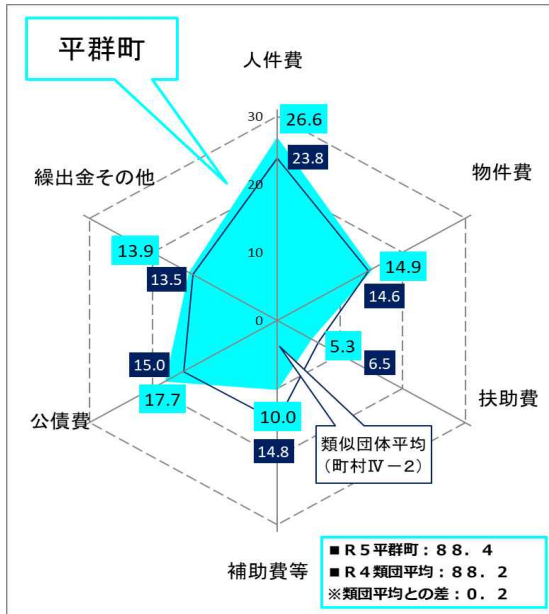 平群町
人件費
30
26.6
23.8
繰出金その他
20
物件費
13.9
10
14.9
13.5
14.6
0
5.3
15.0
6.5
17.7
10.0
公債費
扶助費
14.8
類似団体平均
(町村Ⅳ－2)
補助費等
■R5平群町：88．4
■R4類団平均：88．2
※類団平均との差：0．2